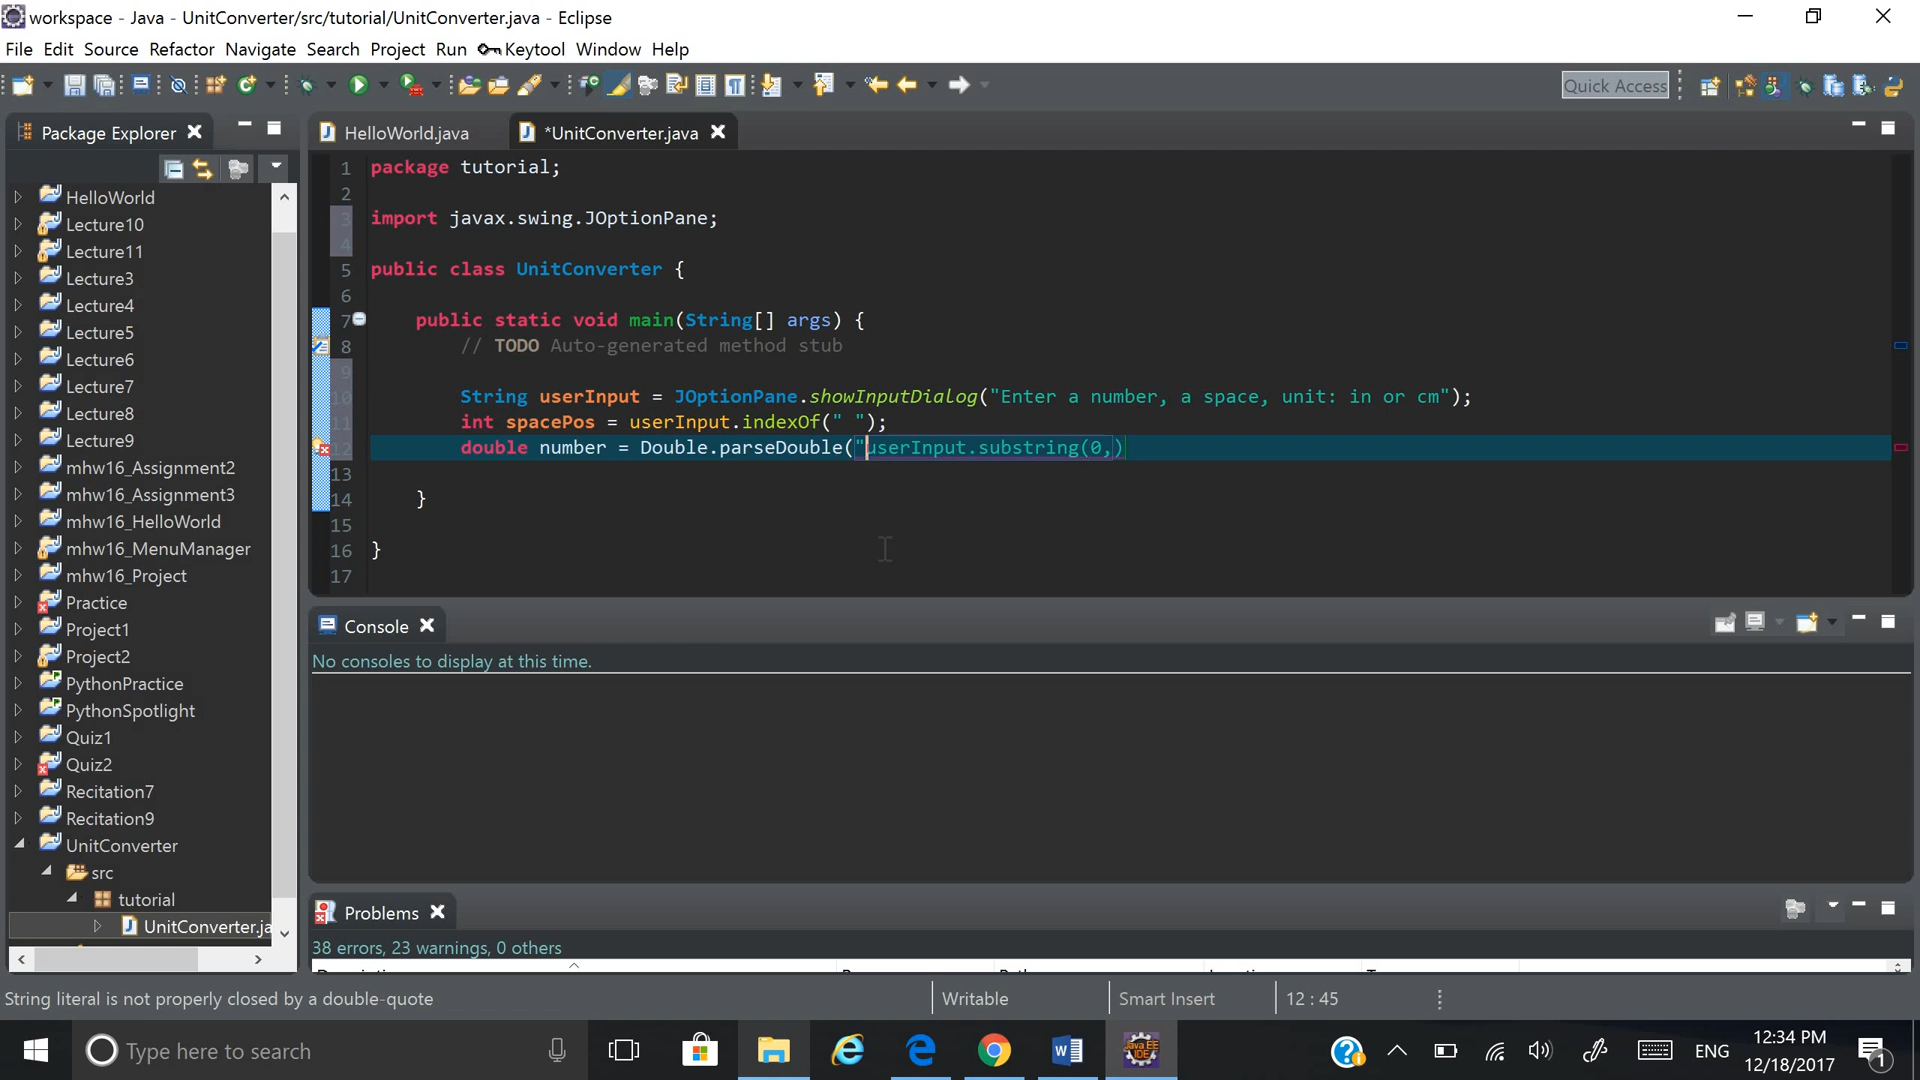 workspace - Java - UnitConverter/src/tutorial/UnitConverter.java - Eclipse
File Edit Source Refactor Navigate Search Project Run Keytool Window Help
Quick Access
Package Explorer
HelloWorld.java
*UnitConverter.java
HelloWorld
Lecture10
Lecture11
Lecture3
Lecture4
Lecture5
Lecture6
Lecture7
Lecture8
Lecture9
mhw16_Assignment2
mhw16_Assignment3
mhw16_HelloWorld
mhw16_MenuManager
mhw16_Project
Practice
Project1
Project2
PythonPractice
PythonSpotlight
Quiz1
Quiz2
Recitation7
Recitation9
UnitConverter
src
tutorial
UnitConverter.ja
1 package tutorial;
2
3 import javax.swing.JOptionPane;
4
5 public class UnitConverter {
6
7 public static void main(String[] args) {
8 // TODO Auto-generated method stub
9
10 String userInput = JOptionPane.showInputDialog("Enter a number, a space, unit: in or cm");
11 int spacePos = userInput.indexOf(" ");
12 double number = Double.parseDouble("userInput.substring(0,)
13
14 }
15
16 }
17
Console
No consoles to display at this time.
Problems
38 errors, 23 warnings, 0 others
String literal is not properly closed by a double-quote
Writable
Smart Insert
12 : 45
Type here to search
ENG
12:34 PM
12/18/2017
1